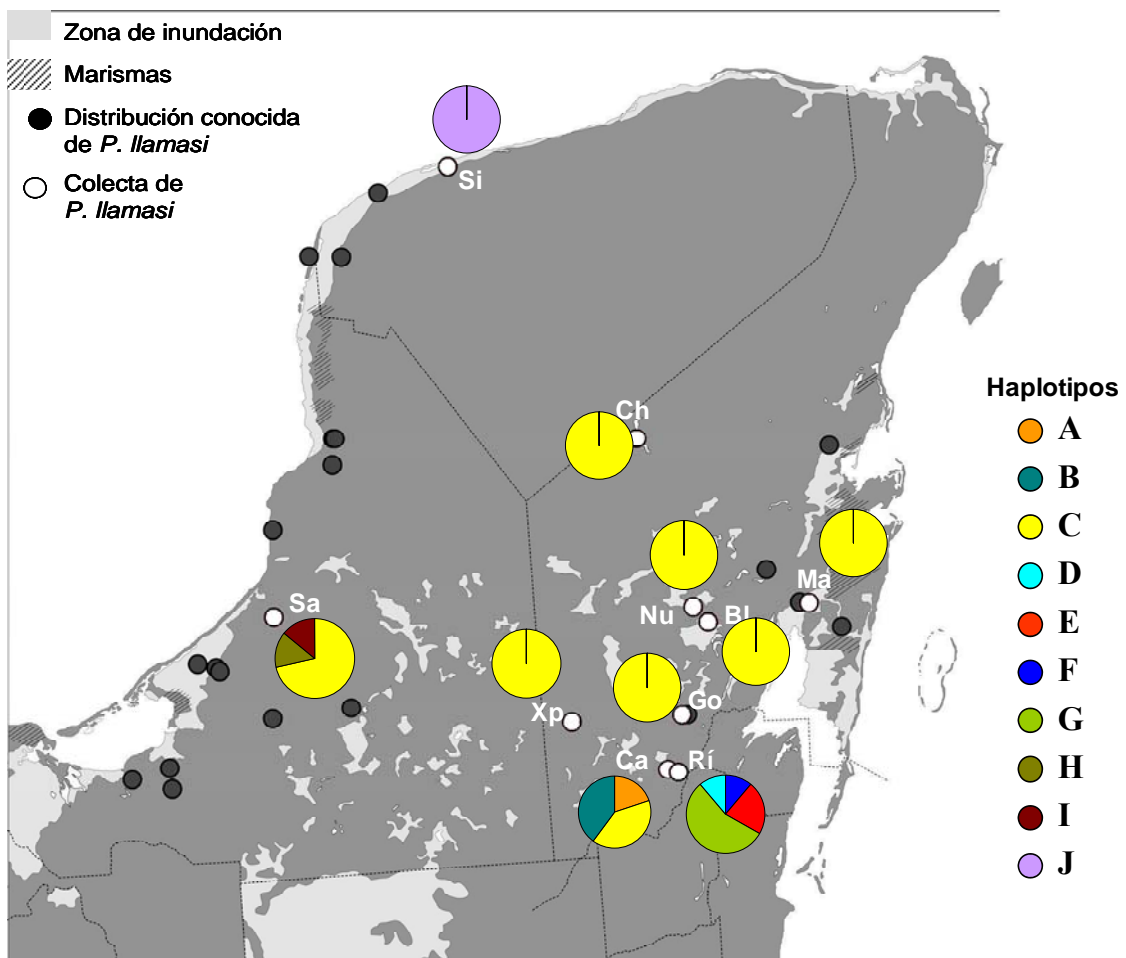 Zona de inundación
Marismas
Distribución conocida
de P. llamasi
Colecta de
P. llamasi
Si
Ch
Ma
Nu
Bl
Sa
Xp
Go
Ca
Rí
Haplotipos
A
B
C
D
E
F
G
H
I
J